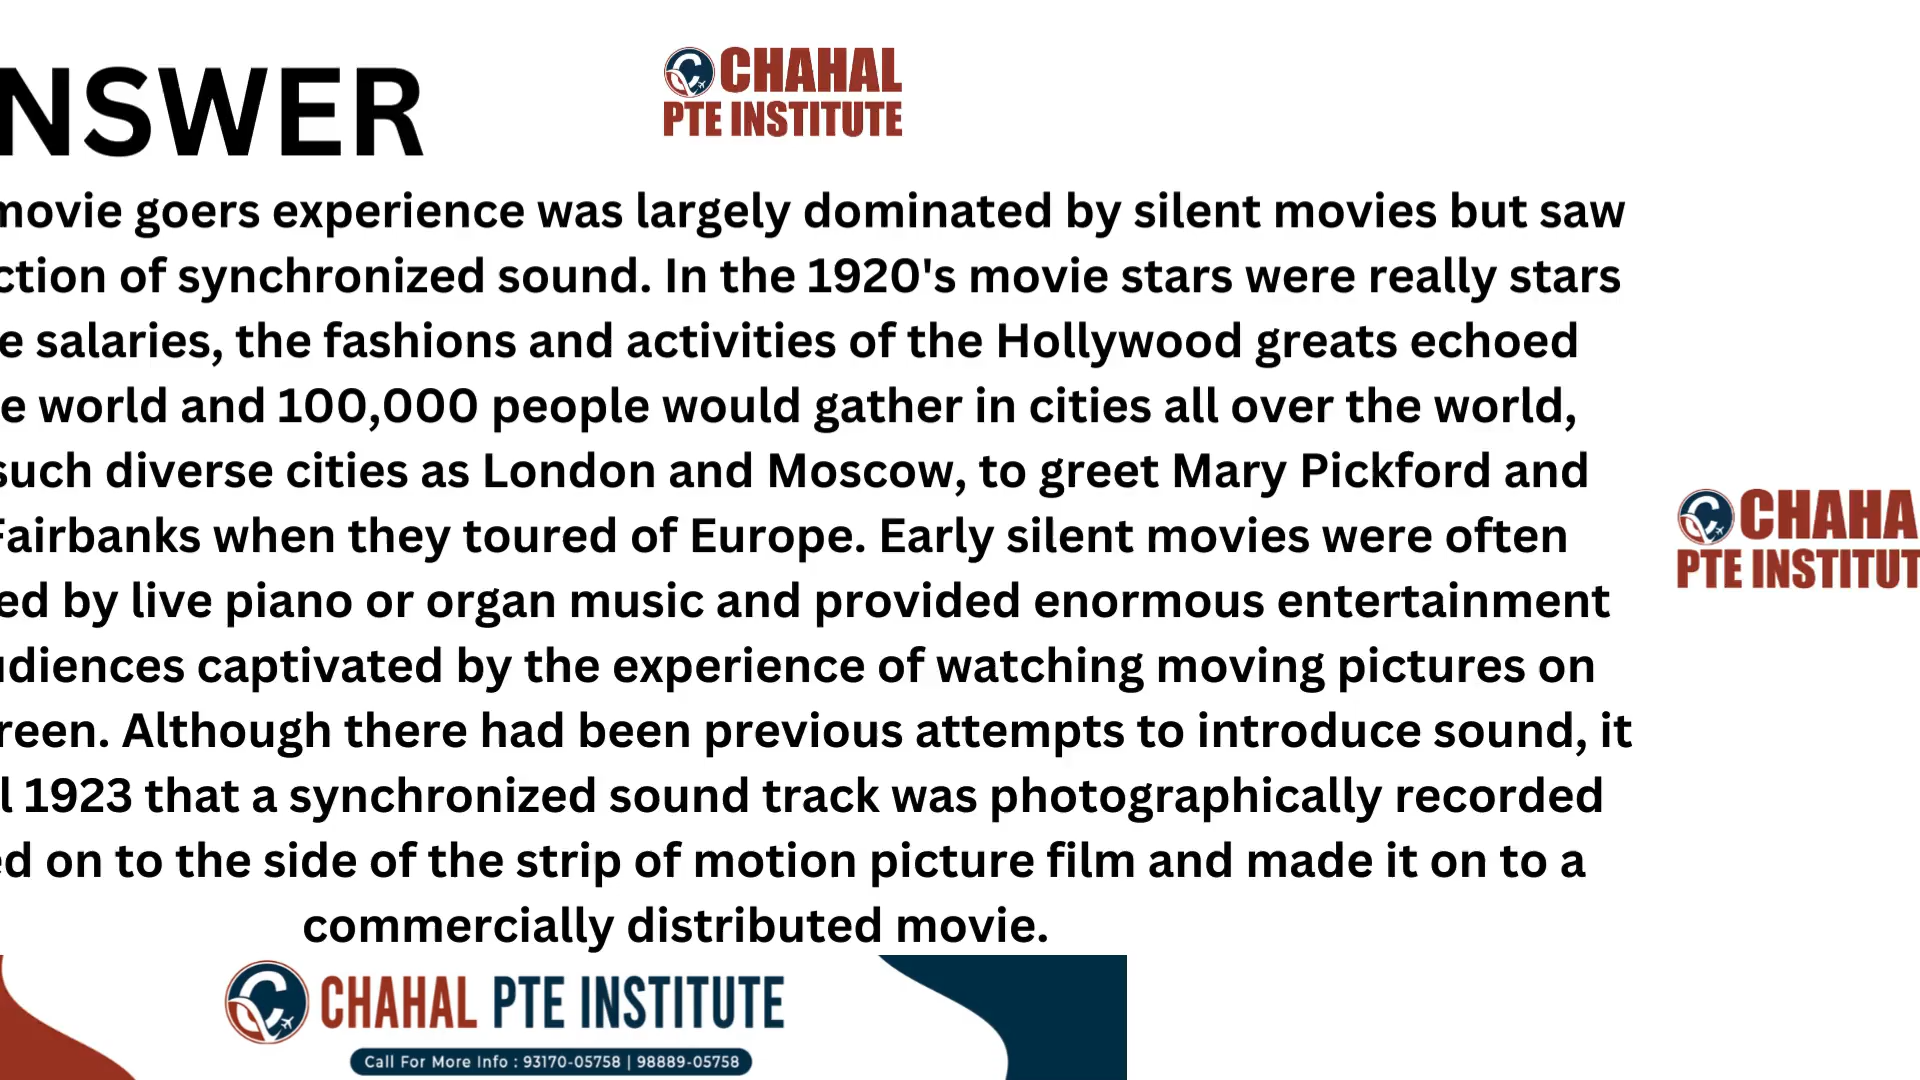 NSWER
CHAHAL
PTE INSTITUTE
movie goers experience was largely dominated by silent movies but saw
ction of synchronized sound. In the 1920's movie stars were really stars
e salaries, the fashions and activities of the Hollywood greats echoed
e world and 100,000 people would gather in cities all over the world,
such diverse cities as London and Moscow, to greet Mary Pickford and
Fairbanks when they toured of Europe. Early silent movies were often
ed by live piano or organ music and provided enormous entertainment
udiences captivated by the experience of watching moving pictures on
reen. Although there had been previous attempts to introduce sound, it
l 1923 that a synchronized sound track was photographically recorded
ed on to the side of the strip of motion picture film and made it on to a
commercially distributed movie.
CHAHA
PTE INSTITUT
CHAHAL PTE INSTITUTE
Call For More Info : 93170-05758 | 98889-05758